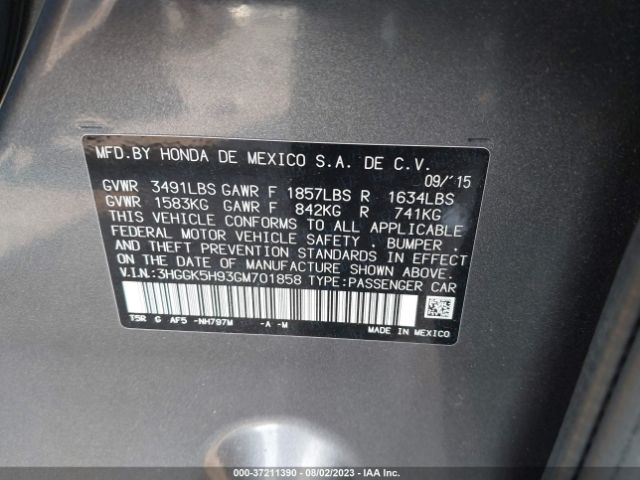 MFD.BY HONDA DE MEXICO S.A. DE C.V.
09/'15
GVWR 3491LBS GAWR F 1857LBS R 1634LBS
GVWR 1583KG GAWR F 842KG R 741KG
THIS VEHICLE CONFORMS TO ALL APPLICABLE
FEDERAL MOTOR VEHICLE SAFETY, BUMPER,
AND THEFT PREVENTION STANDARDS IN EFFECT
ON THE DATE OF MANUFACTURE SHOWN ABOVE.
V.I.N.:3HGGK5H93GM701858 TYPE:PASSENGER CAR
T5R G AF5 -NH797M -A -M
MADE IN MEXICO
000-37211390 - 08/02/2023 - IAA Inc.